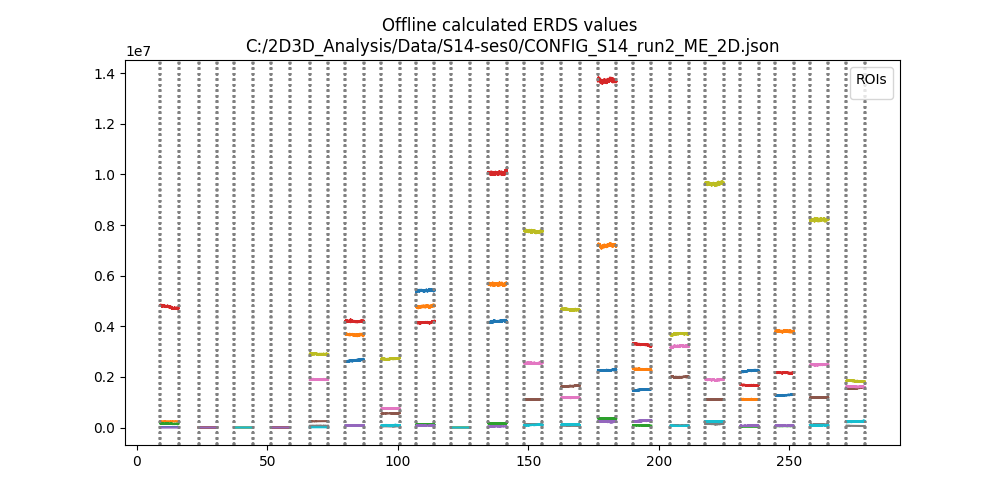 Offline calculated ERDS values
C:/2D3D_Analysis/Data/S14-ses0/CONFIG_S14_run2_ME_2D.json
1e7
ROIs
1.4
1.2
1.0
0.8
0.6
0.4
0.2
0.0
0 50 100 150 200 250